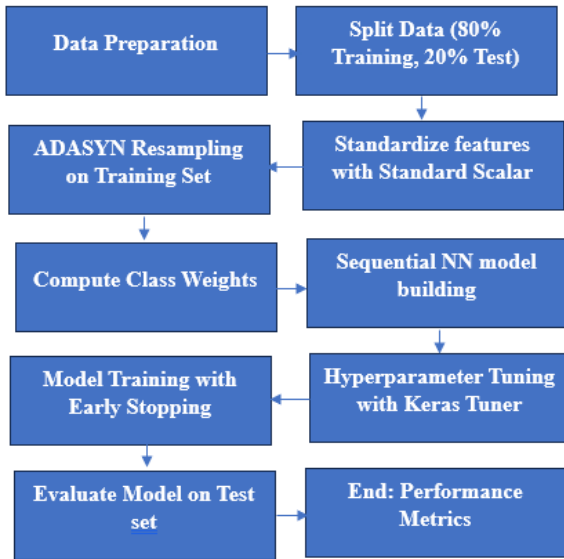 Data Preparation
Split Data (80%
Training, 20% Test)
Standardize features
with Standard Scalar
ADASYN Resampling
on Training Set
Compute Class Weights
Sequential NN model
building
Hyperparameter Tuning
with Keras Tuner
Model Training with
Early Stopping
Evaluate Model on Test
set
End: Performance
Metrics